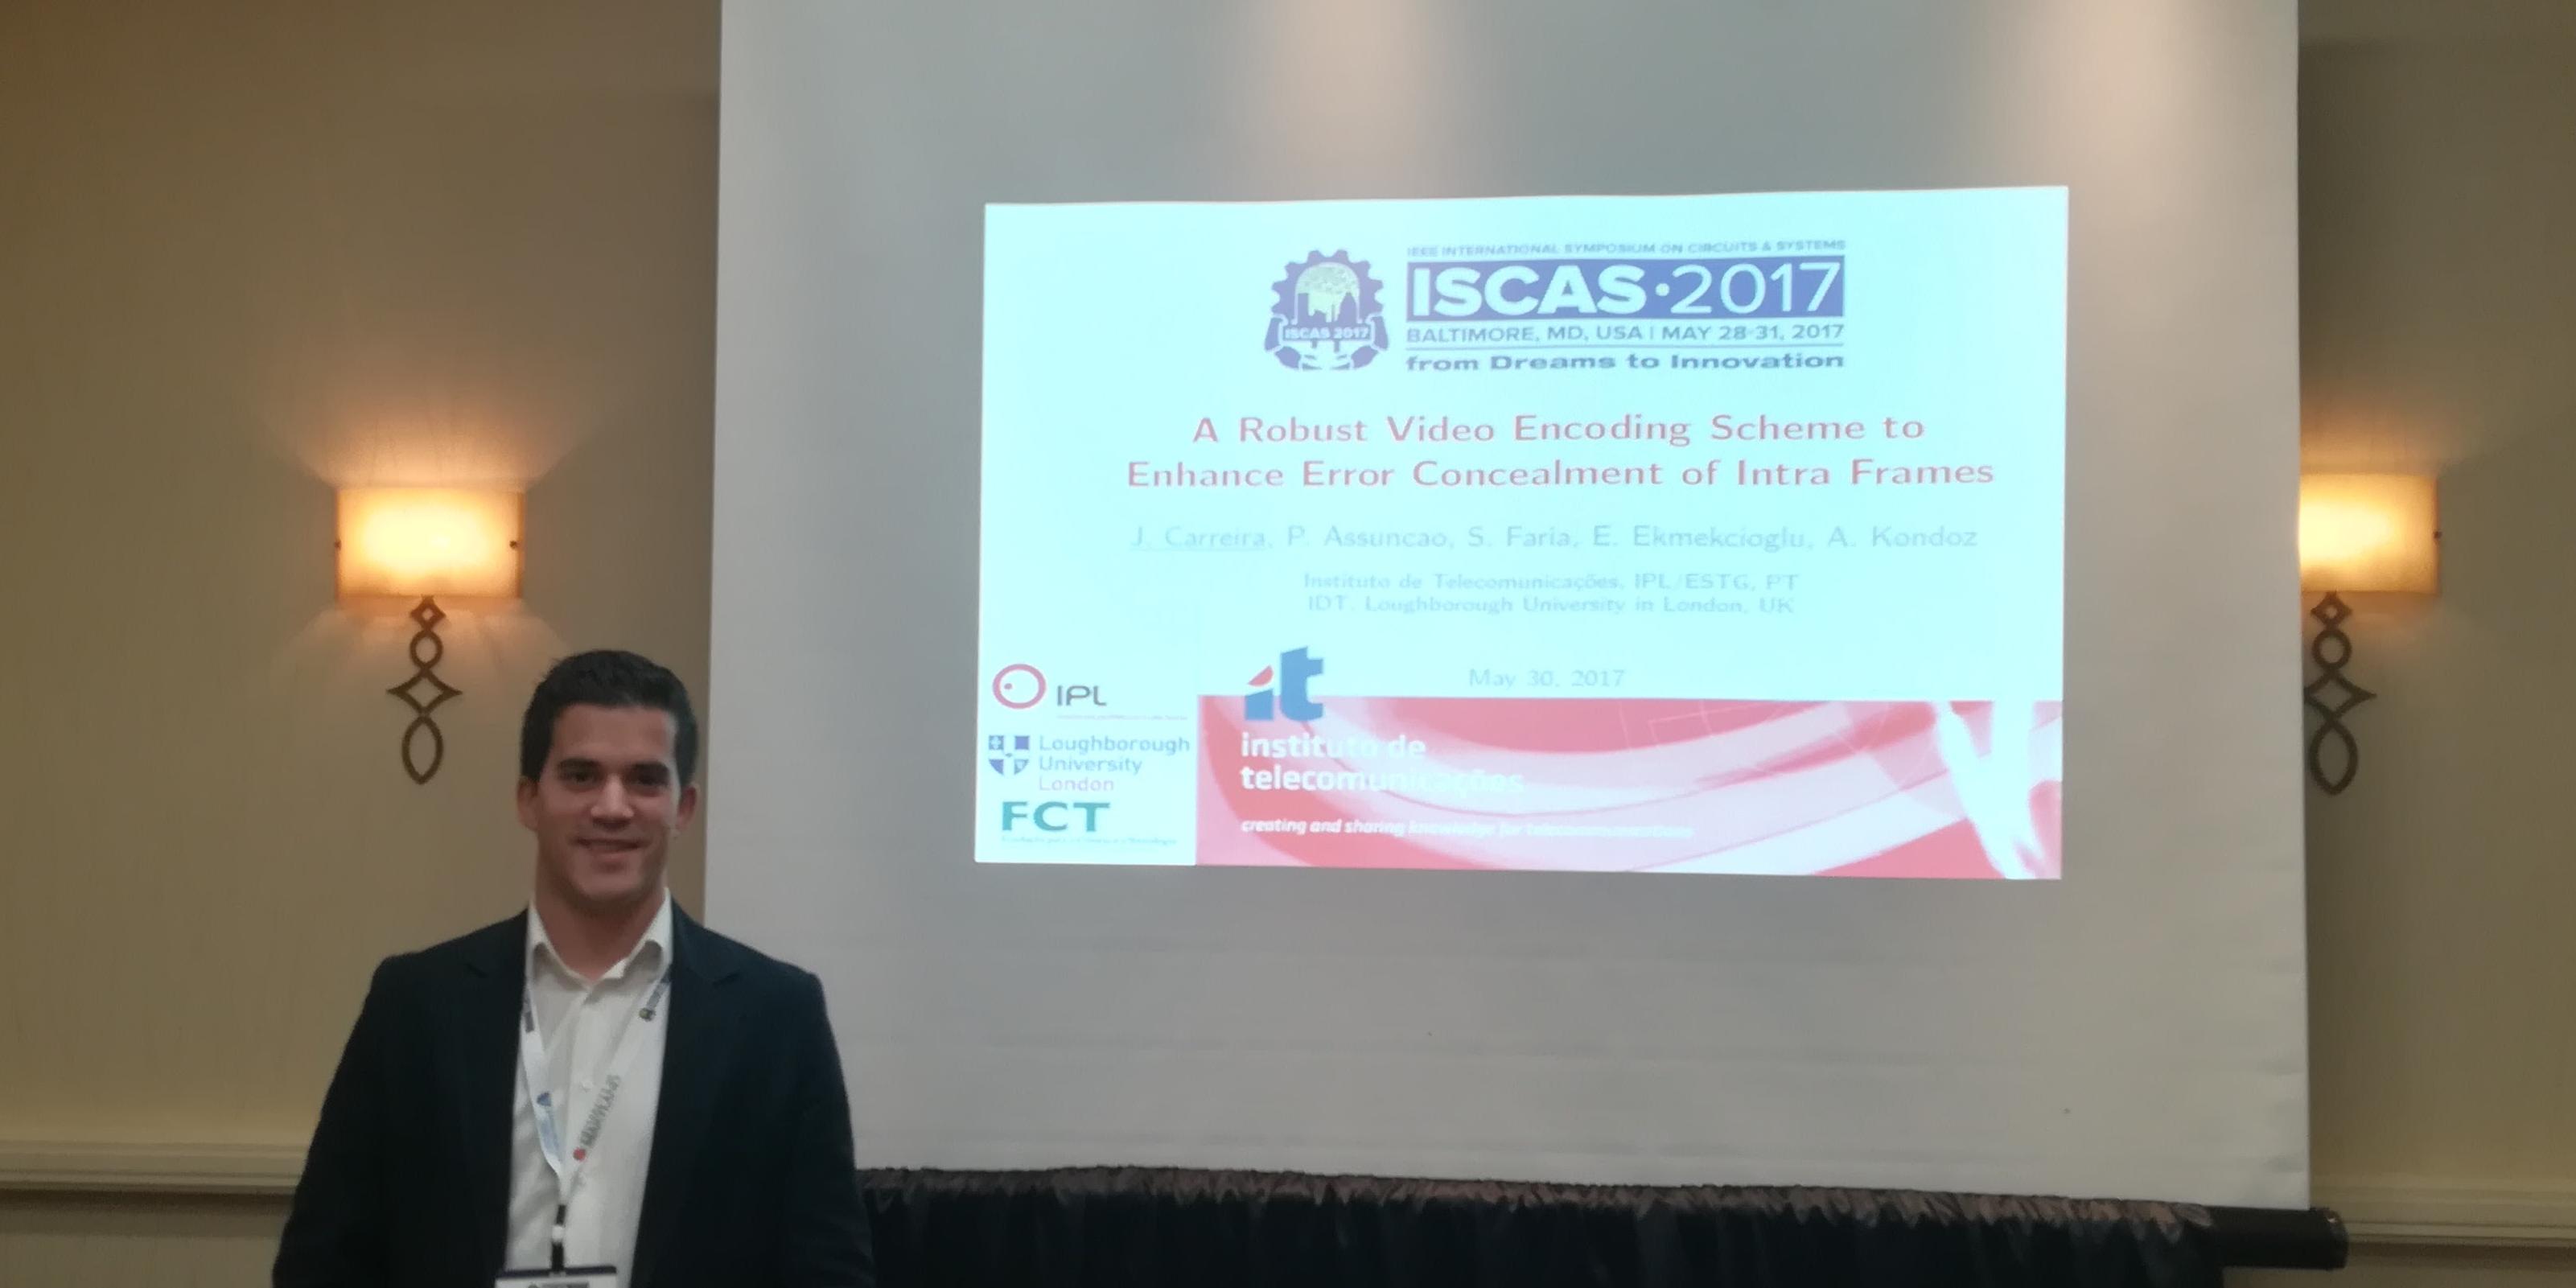 IEEE INTERNATIONAL SYMPOSIUM ON CIRCUITS & SYSTEMS
ISCAS 2017
ISCAS·2017
BALTIMORE, MD, USA | MAY 28-31, 2017
from Dreams to Innovation
A Robust Video Encoding Scheme to
Enhance Error Concealment of Intra Frames
J. Carreira, P. Assuncao, S. Faria, E. Ekmekcioglu, A. Kondoz
Instituto de Telecomunicações, IPL/ESTG, PT
IDT, Loughborough University in London, UK
May 30, 2017
IPL
Loughborough
University
London
FCT
it
instituto de
telecomunicações
creating and sharing knowledge for telecommunications